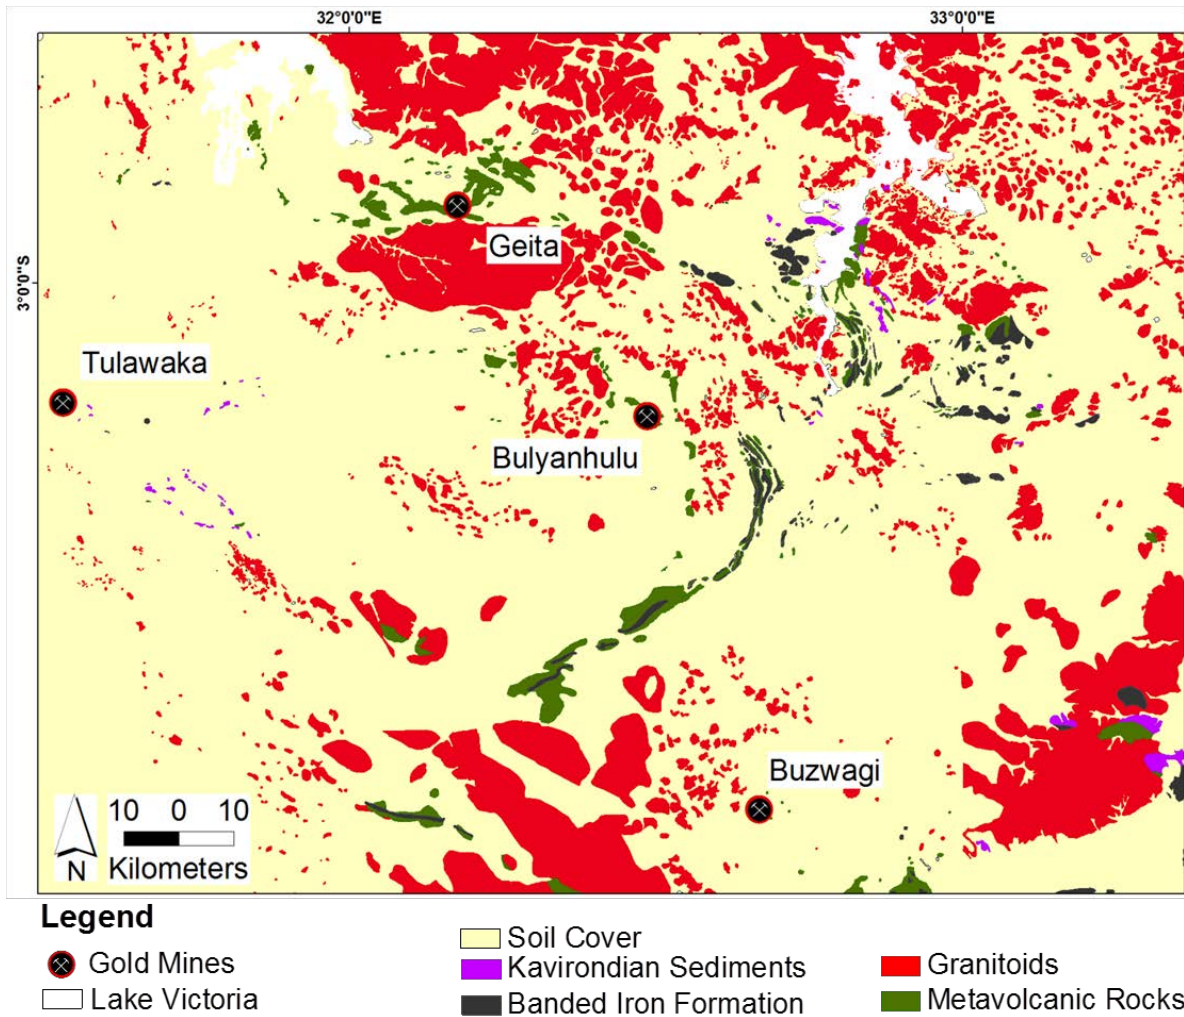 32°0'0"E
33°0'0"E
3°0'0"S
Geita
Tulawaka
Bulyanhulu
Buzwagi
10 0 10
Kilometers
N
Legend
Gold Mines
Lake Victoria
Soil Cover
Kavirondian Sediments
Banded Iron Formation
Granitoids
Metavolcanic Rocks